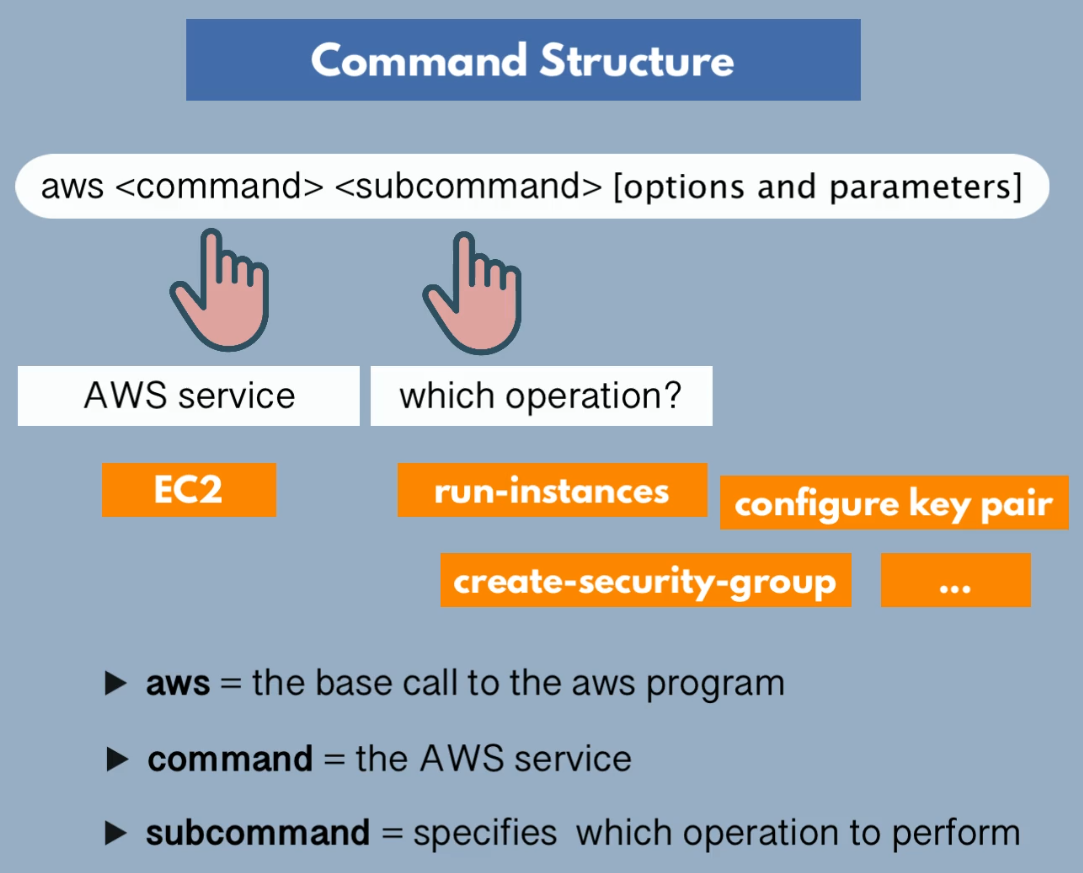 Command Structure
aws <command> <subcommand> [options and parameters]
AWS service
which operation?
EC2
run-instances
configure key pair
create-security-group
...
▶ aws = the base call to the aws program
▶ command = the AWS service
▶ subcommand = specifies which operation to perform